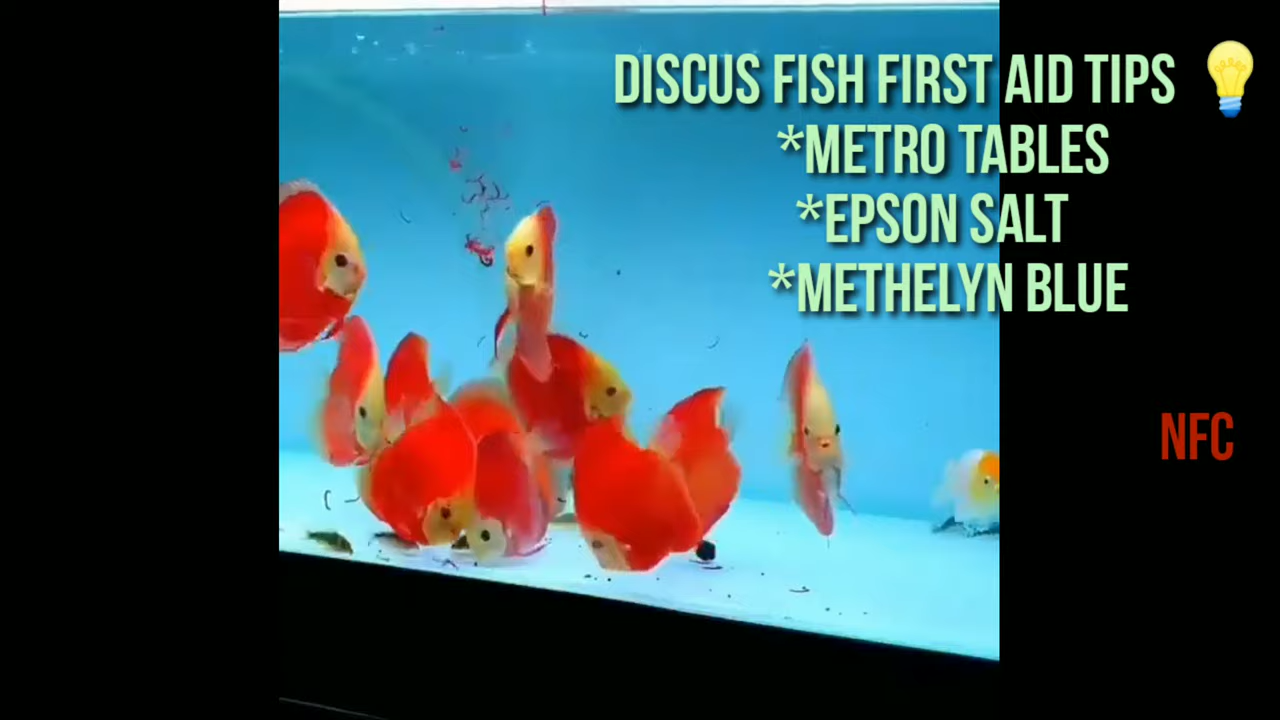 DISCUS FISH FIRST AID TIPS 💡
*METRO TABLES
*EPSON SALT
*METHELYN BLUE
NFC